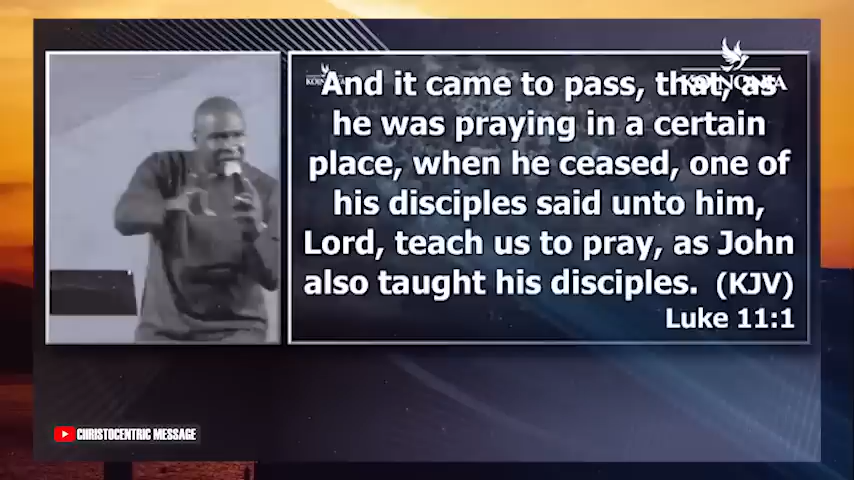 KOINONIA
And it came to pass, that, as
he was praying in a certain
place, when he ceased, one of
his disciples said unto him,
Lord, teach us to pray, as John
also taught his disciples. (KJV)
Luke 11:1
CHRISTOCENTRIC MESSAGE